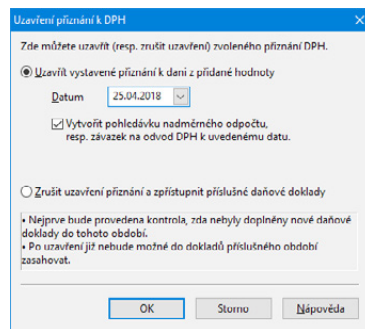 Uzavření přiznání k DPH
Zde můžete uzavřít (resp. zrušit uzavření) zvoleného přiznání DPH.
Uzavřít vystavené přiznání k dani z přidané hodnoty
Datum 25.04.2018
Vytvořit pohledávku nadměrného odpočtu,
resp. závazek na odvod DPH k uvedenému datu.
Zrušit uzavření přiznání a zpřístupnit příslušné daňové doklady
• Nejprve bude provedena kontrola, zda nebyly doplněny nové daňové
doklady do tohoto období.
• Po uzavření již nebude možné do dokladů příslušného období
zasahovat.
OK Storno Nápověda